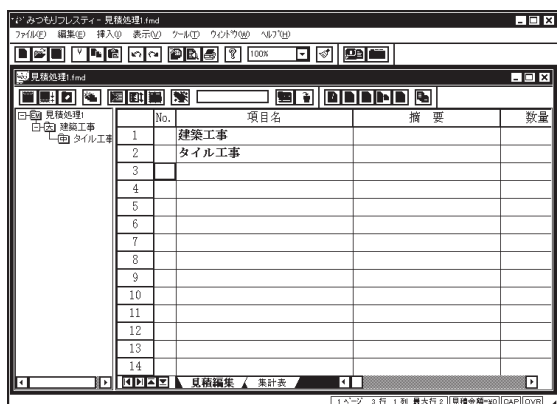 みつもりフレスティ - 見積処理1.fmd
ファイル(F) 編集(E) 挿入(I) 表示(V) ツール(T) ウィンドウ(W) ヘルプ(H)
100%
見積処理1.fmd
見積処理1
建築工事
タイル工事
No. 項目名 摘 要 数量
1 建築工事
2 タイル工事
3
4
5
6
7
8
9
10
11
12
13
14
見積編集 集計表
1ページ 3行 1列 最大行2 見積金額=¥0 CAP OVR